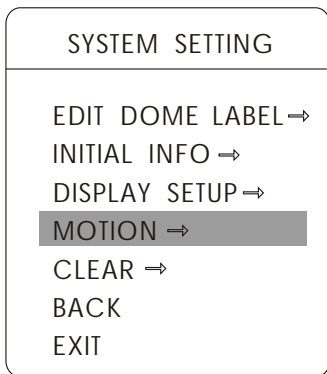 SYSTEM SETTING
EDIT DOME LABEL→
INITIAL INFO→
DISPLAY SETUP→
MOTION→
CLEAR→
BACK
EXIT